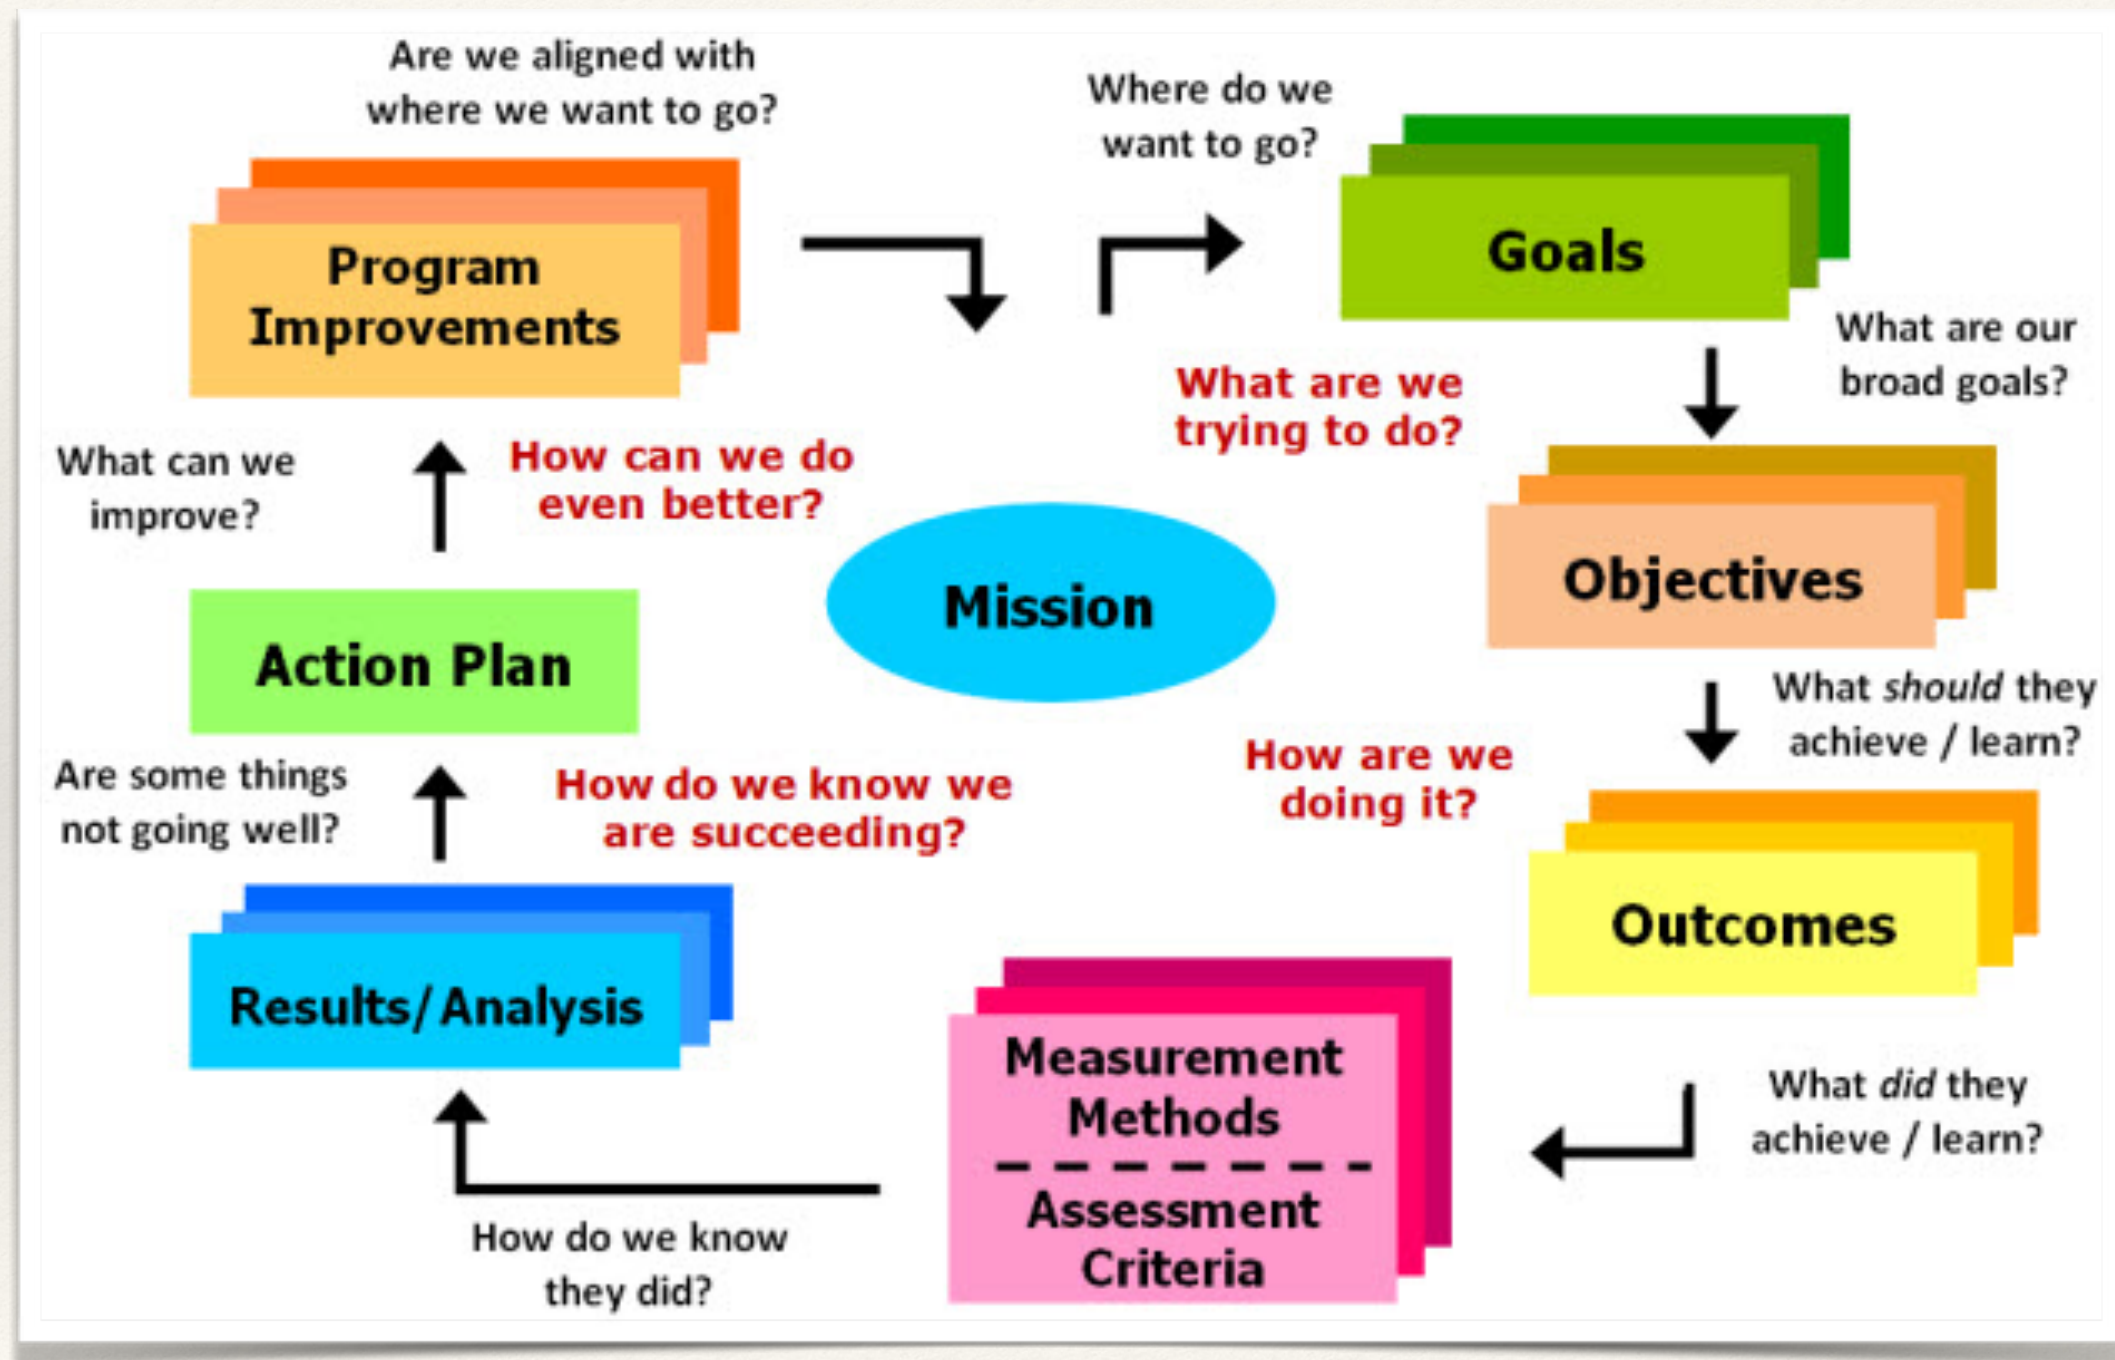 Are we aligned with
where we want to go?
Where do we
want to go?
Program
Improvements
Goals
What are our
broad goals?
What are we
trying to do?
What can we
improve?
How can we do
even better?
Mission
Objectives
Action Plan
What should they
achieve / learn?
Are some things
not going well?
How do we know we
are succeeding?
How are we
doing it?
Outcomes
Results/Analysis
Measurement
Methods
Assessment
Criteria
What did they
achieve / learn?
How do we know
they did?